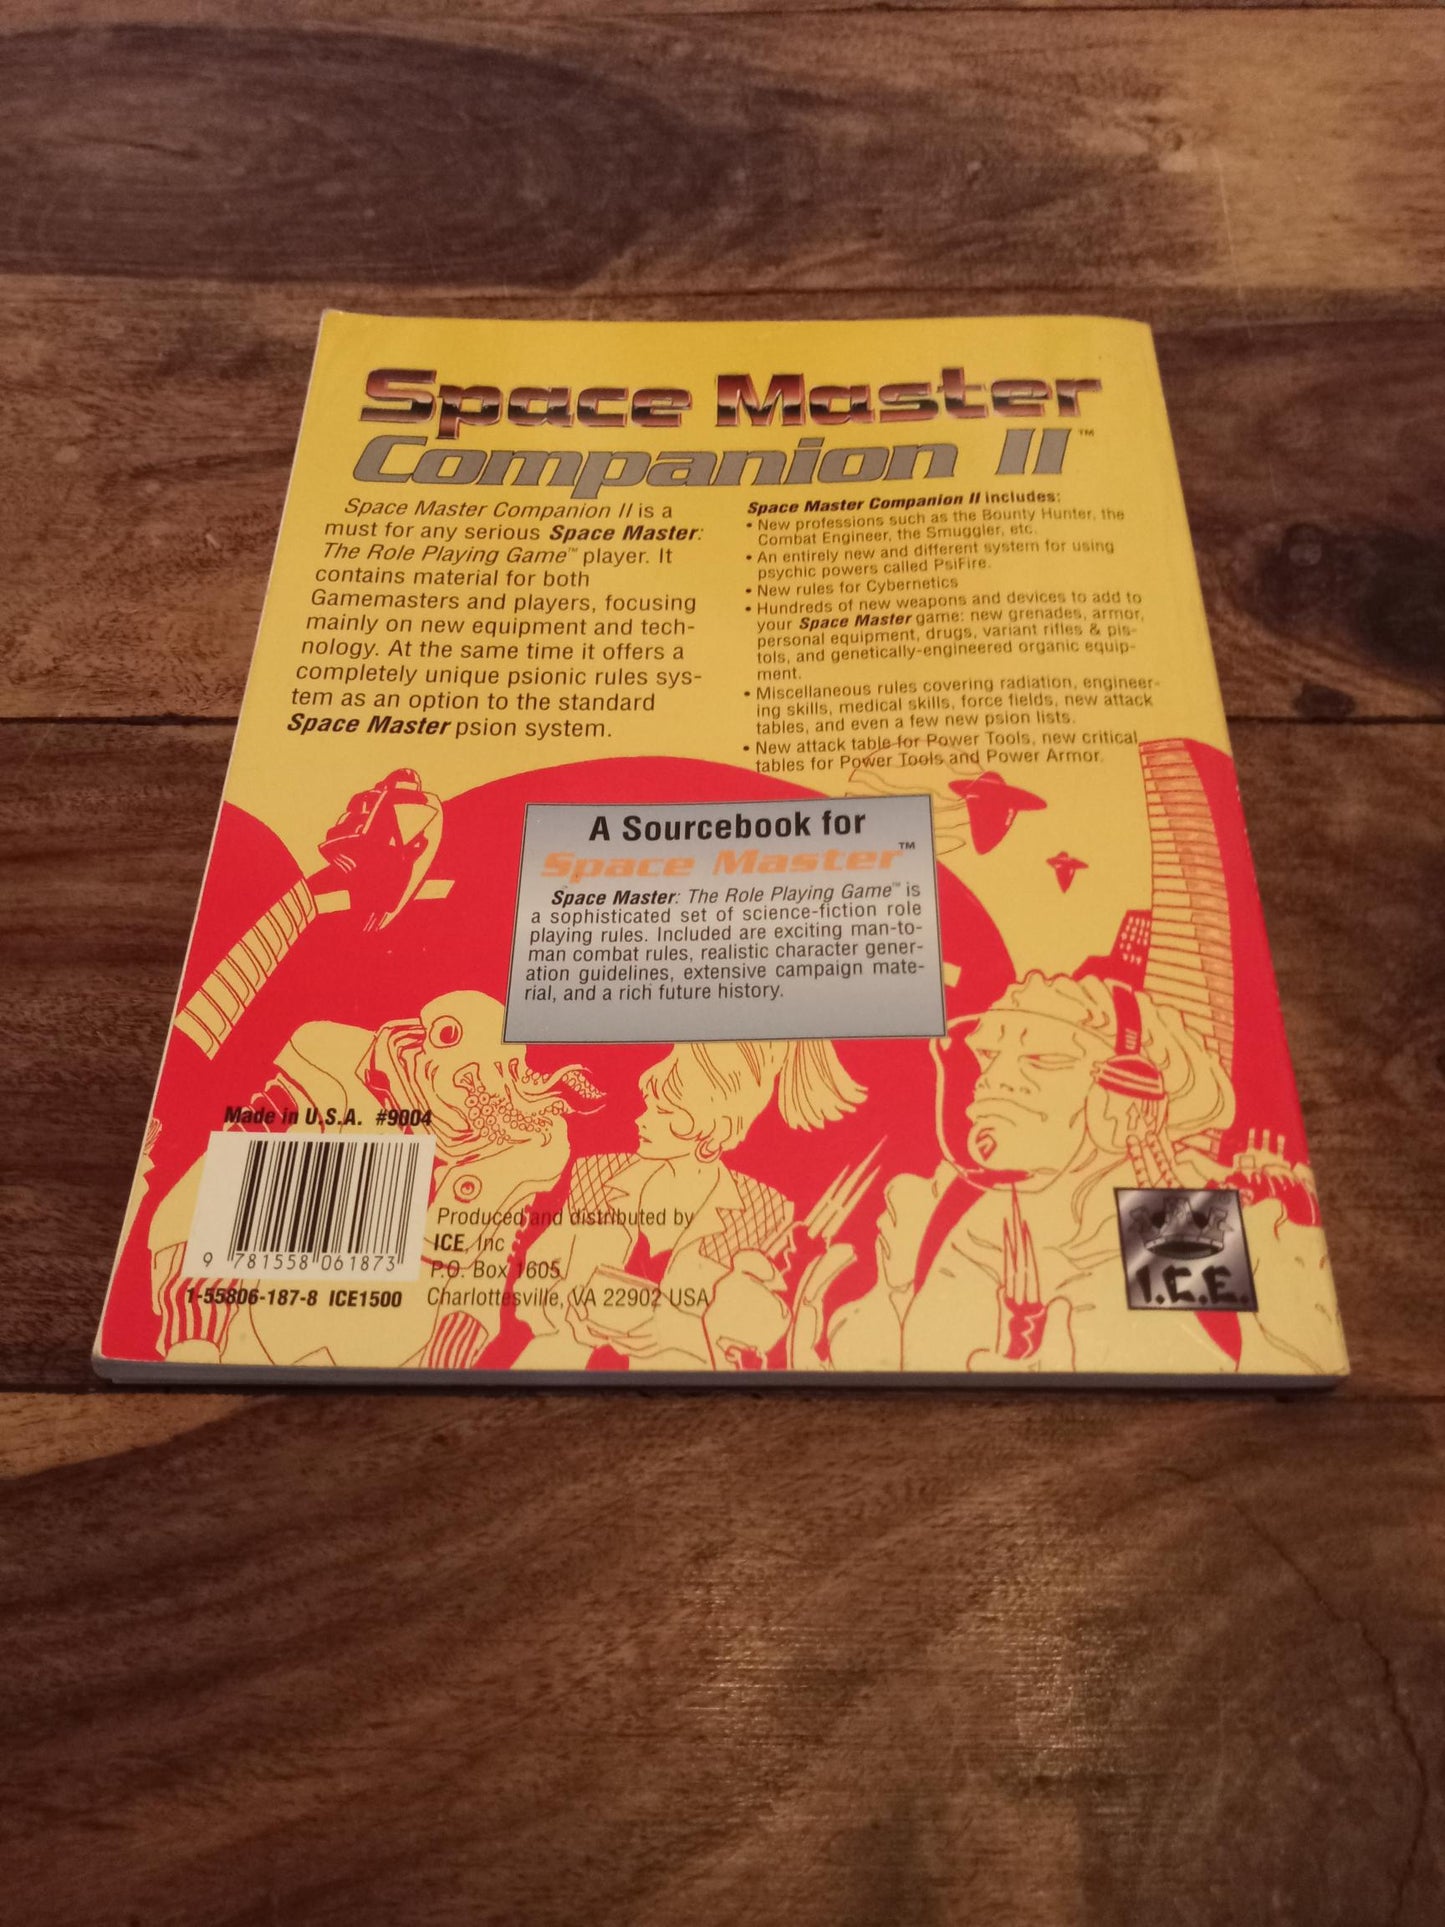 Space Master
Companion II™
Space Master Companion II is a
must for any serious Space Master:
The Role Playing Game™ player. It
contains material for both
Gamemasters and players, focusing
mainly on new equipment and tech-
nology. At the same time it offers a
completely unique psionic rules sys-
tem as an option to the standard
Space Master psion system.
Space Master Companion II includes:
• New professions such as the Bounty Hunter, the
Combat Engineer, the Smuggler, etc.
• An entirely new and different system for using
psychic powers called PsiFire.
• New rules for Cybernetics
• Hundreds of new weapons and devices to add to
your Space Master game: new grenades, armor,
personal equipment, drugs, variant rifles & pis-
tols, and genetically-engineered organic equip-
ment.
• Miscellaneous rules covering radiation, engineer-
ing skills, medical skills, force fields, new attack
tables, and even a few new psion lists.
• New attack table for Power Tools, new critical
tables for Power Tools and Power Armor.
A Sourcebook for
Space Master™
Space Master: The Role Playing Game™ is
a sophisticated set of science-fiction role
playing rules. Included are exciting man-to-
man combat rules, realistic character gener-
ation guidelines, extensive campaign mate-
rial, and a rich future history.
Made in U.S.A. #9004
9 781558 061873
1-55806-187-8 ICE1500
Produced and distributed by
ICE, Inc
P.O. Box 1605
Charlottesville, VA 22902 USA
I.C.E.